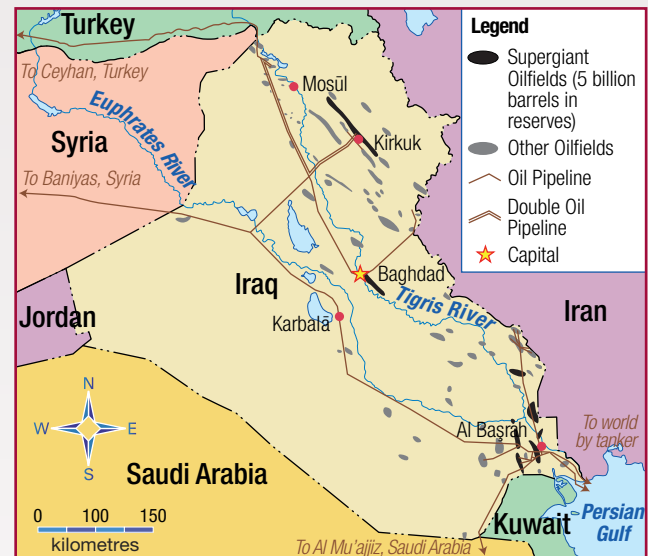 Turkey
To Ceyhan, Turkey
Mosūl
Euphrates River
Syria
Kirkuk
To Baniyas, Syria
Baghdad
Iraq
Tigris River
Iran
Jordan
Karbalā
Al Başrah
To world
by tanker
N
W
E
S
Saudi Arabia
Kuwait
Persian
Gulf
0 100 150
kilometres
To Al Mu'ajjiz, Saudi Arabia
Legend
Supergiant
Oilfields (5 billion
barrels in
reserves)
Other Oilfields
Oil Pipeline
Double Oil
Pipeline
Capital